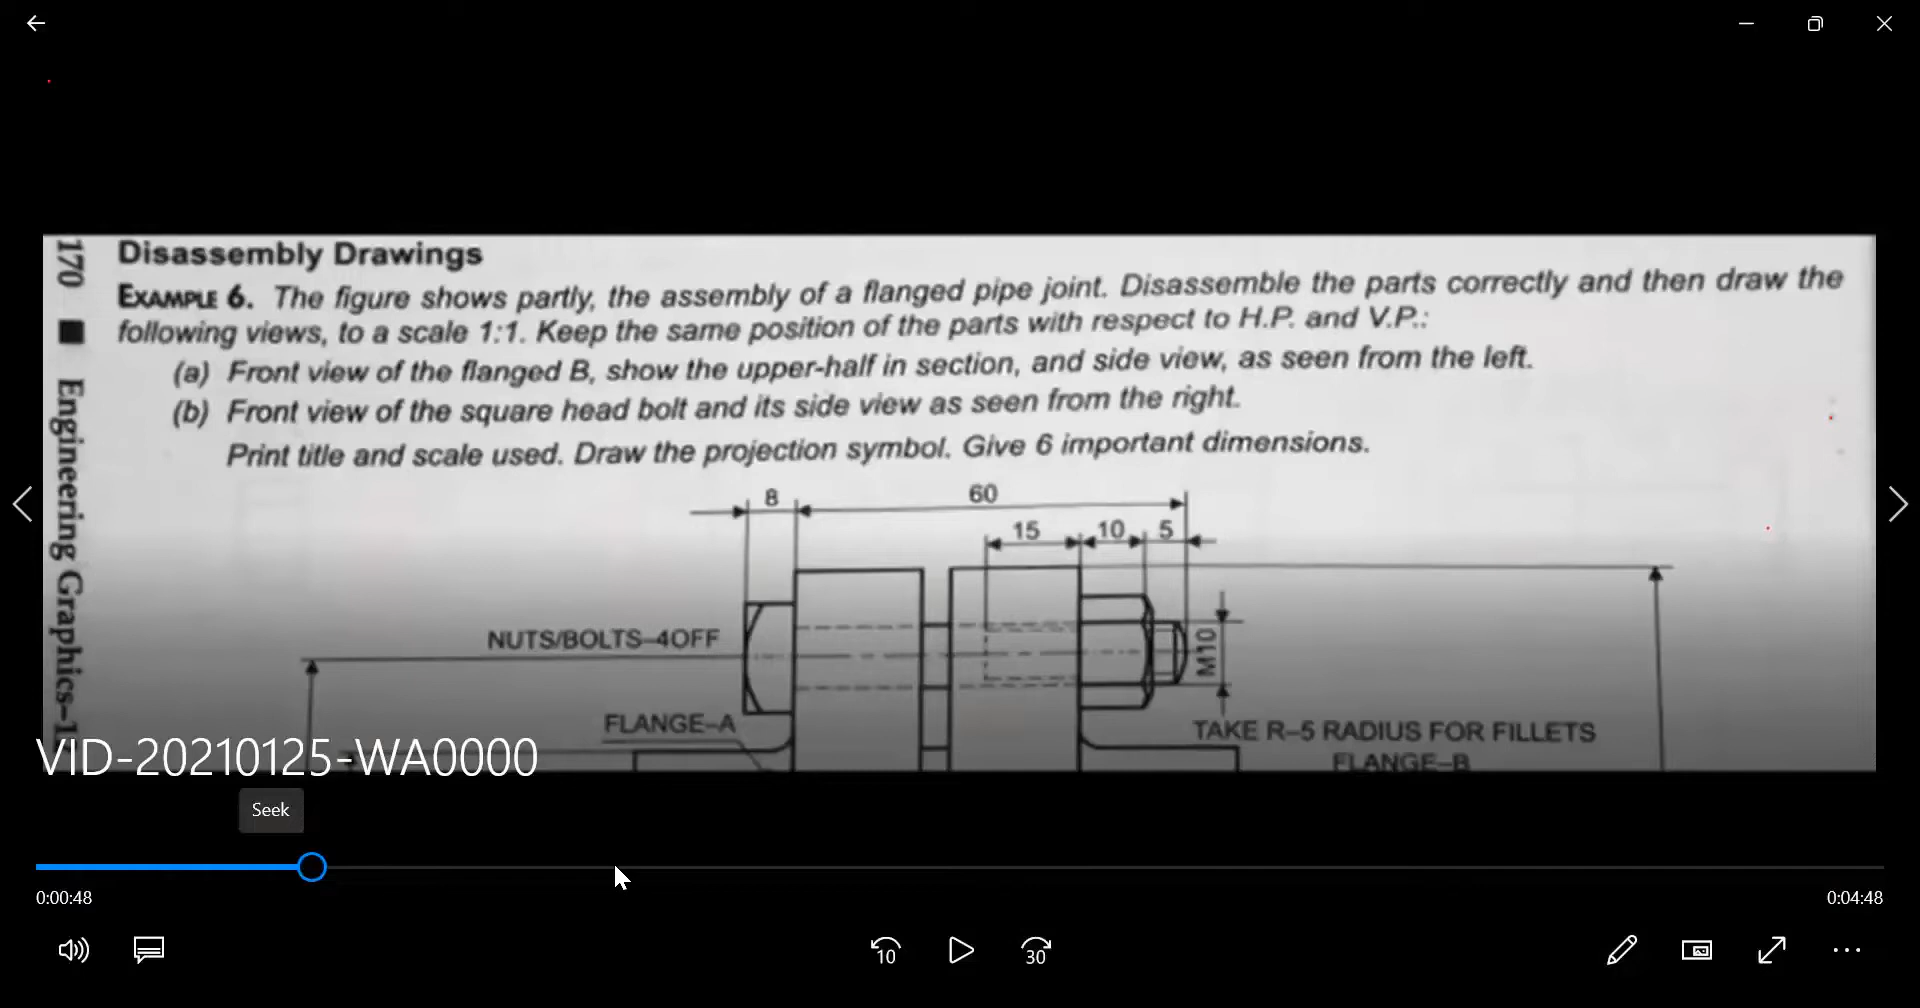 Disassembly Drawings
EXAMPLE 6. The figure shows partly, the assembly of a flanged pipe joint. Disassemble the parts correctly and then draw the
following views, to a scale 1:1. Keep the same position of the parts with respect to H.P. and V.P.:
(a) Front view of the flanged B, show the upper-half in section, and side view, as seen from the left.
(b) Front view of the square head bolt and its side view as seen from the right.
Print title and scale used. Draw the projection symbol. Give 6 important dimensions.
170 ■ Engineering Graphics-1
8
60
15
10
5
NUTS/BOLTS–4OFF
M10
FLANGE–A
TAKE R–5 RADIUS FOR FILLETS
FLANGE–B
VID-20210125-WA0000
Seek
0:00:48
0:04:48
10
30